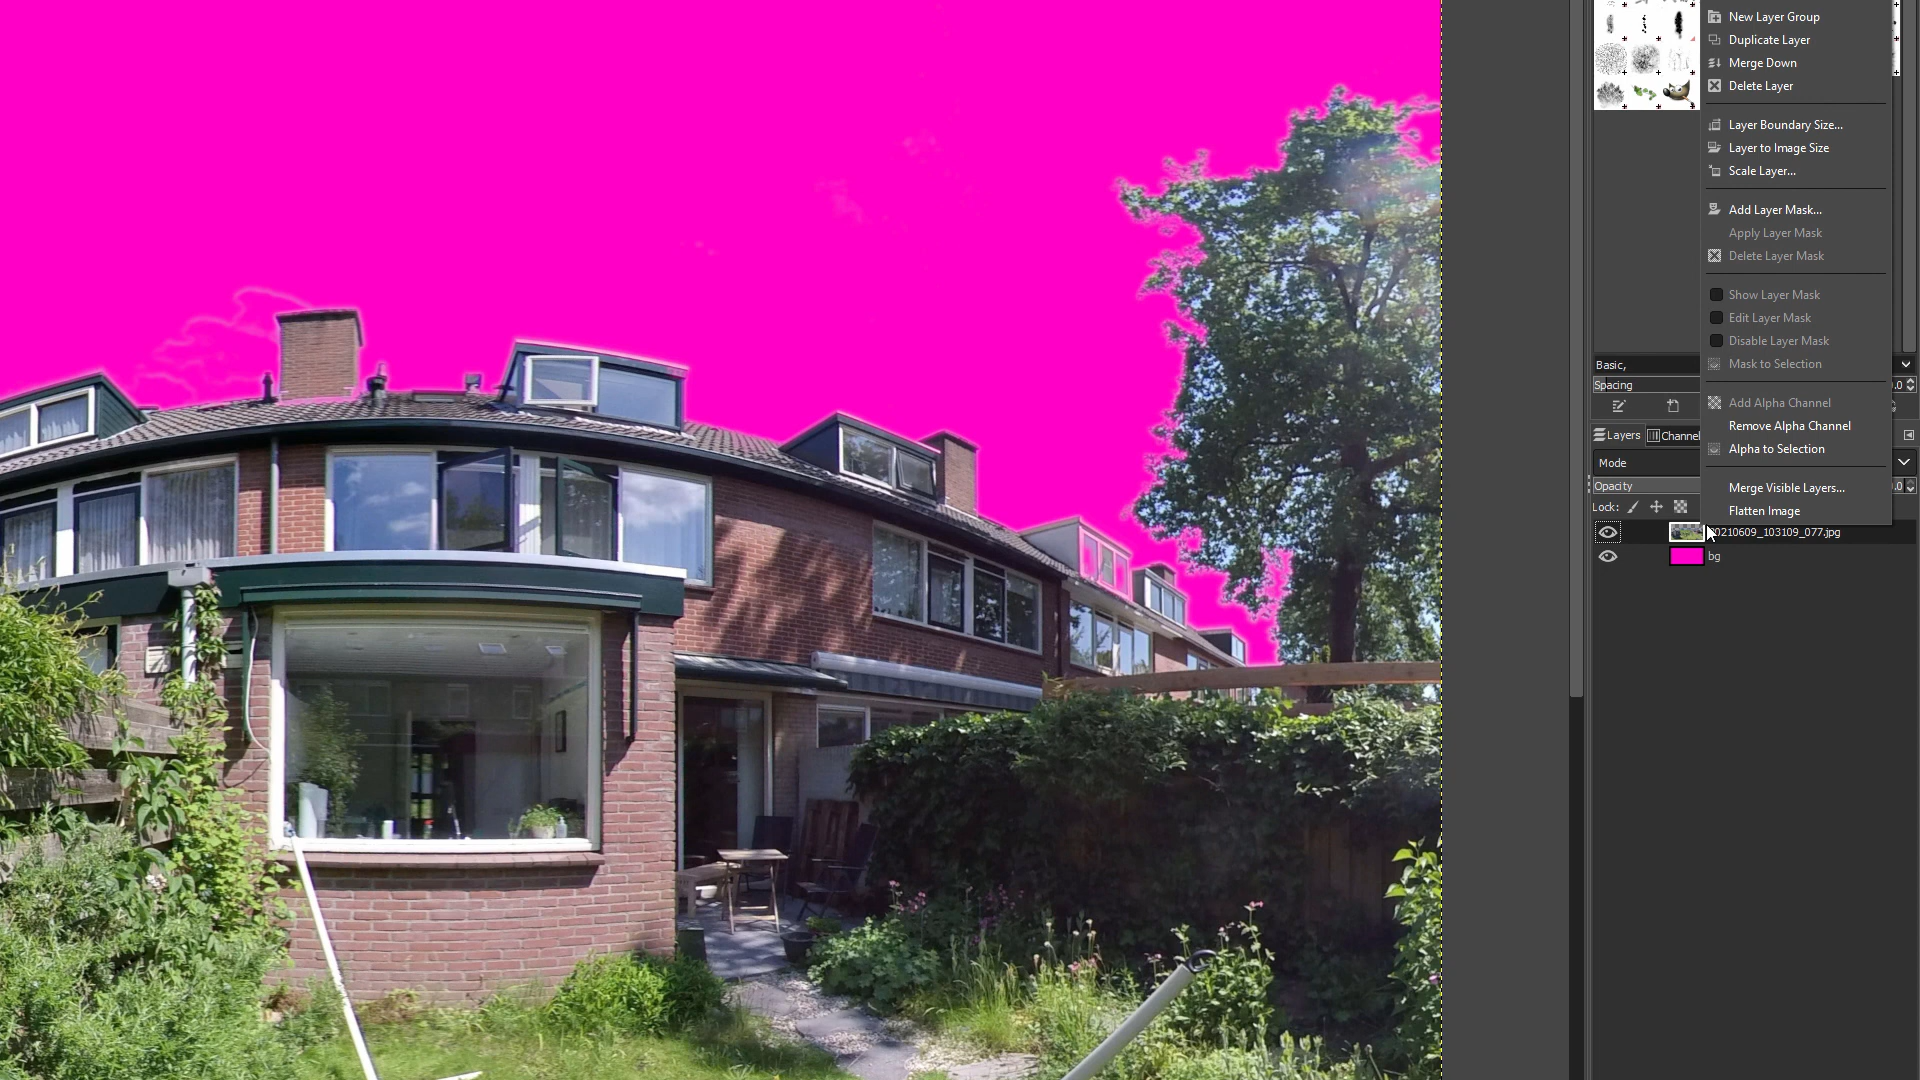 New Layer Group
Duplicate Layer
Merge Down
Delete Layer
Layer Boundary Size...
Layer to Image Size
Scale Layer...
Add Layer Mask...
Apply Layer Mask
Delete Layer Mask
Show Layer Mask
Edit Layer Mask
Disable Layer Mask
Mask to Selection
Add Alpha Channel
Remove Alpha Channel
Alpha to Selection
Merge Visible Layers...
Flatten Image
Basic,
Spacing
.0
Layers
Channel
Mode
Opacity
.0
Lock:
0210609_103109_077.jpg
bg